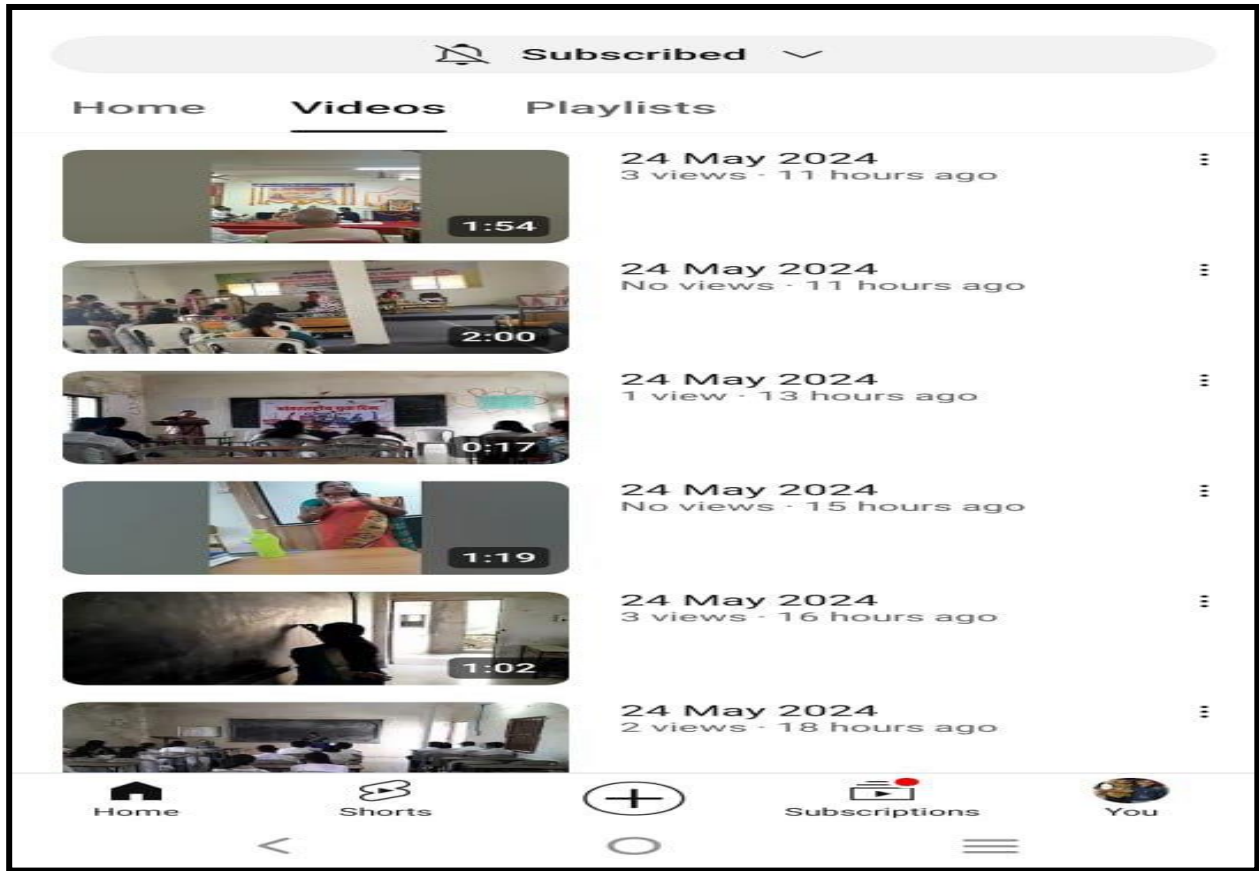 Subscribed
Home Videos Playlists
24 May 2024
3 views · 11 hours ago
1:54
24 May 2024
No views · 11 hours ago
2:00
24 May 2024
1 view · 13 hours ago
0:17
24 May 2024
No views · 15 hours ago
1:19
24 May 2024
3 views · 16 hours ago
1:02
24 May 2024
2 views · 18 hours ago
Home Shorts Subscriptions You